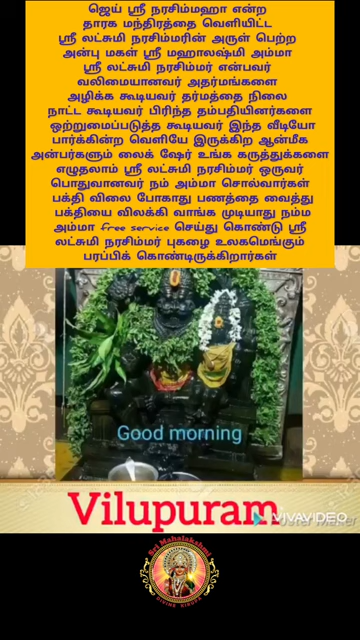 ஜெய் ஸ்ரீ நரசிம்மஹா என்ற
தாரக மந்திரத்தை வெளியிட்ட
ஸ்ரீ லட்சுமி நரசிம்மரின் அருள் பெற்ற
அன்பு மகள் ஸ்ரீ மஹாலஷ்மி அம்மா
ஸ்ரீ லட்சுமி நரசிம்மர் என்பவர்
வலிமையானவர் அதர்மங்களை
அழிக்க கூடியவர் தர்மத்தை நிலை
நாட்ட கூடியவர் பிரிந்த தம்பதியினர்களை
ஒற்றுமைப்படுத்த கூடியவர் இந்த வீடியோ
பார்க்கின்ற வெளியே இருக்கிற ஆன்மீக
அன்பர்களும் லைக் ஷேர் உங்க கருத்துக்களை
எழுதலாம் ஸ்ரீ லட்சுமி நரசிம்மர் ஒருவர்
பொதுவானவர் நம் அம்மா சொல்வார்கள்
பக்தி விலை போகாது பணத்தை வைத்து
பக்தியை விலக்கி வாங்க முடியாது நம்ம
அம்மா Free service செய்து கொண்டு ஸ்ரீ
லட்சுமி நரசிம்மர் புகழை உலகமெங்கும்
பரப்பிக் கொண்டிருக்கிறார்கள்
Good morning
Vilupuram
VIVAVIDEO
Sri Mahalakshmi
DIVINE KIRUPA